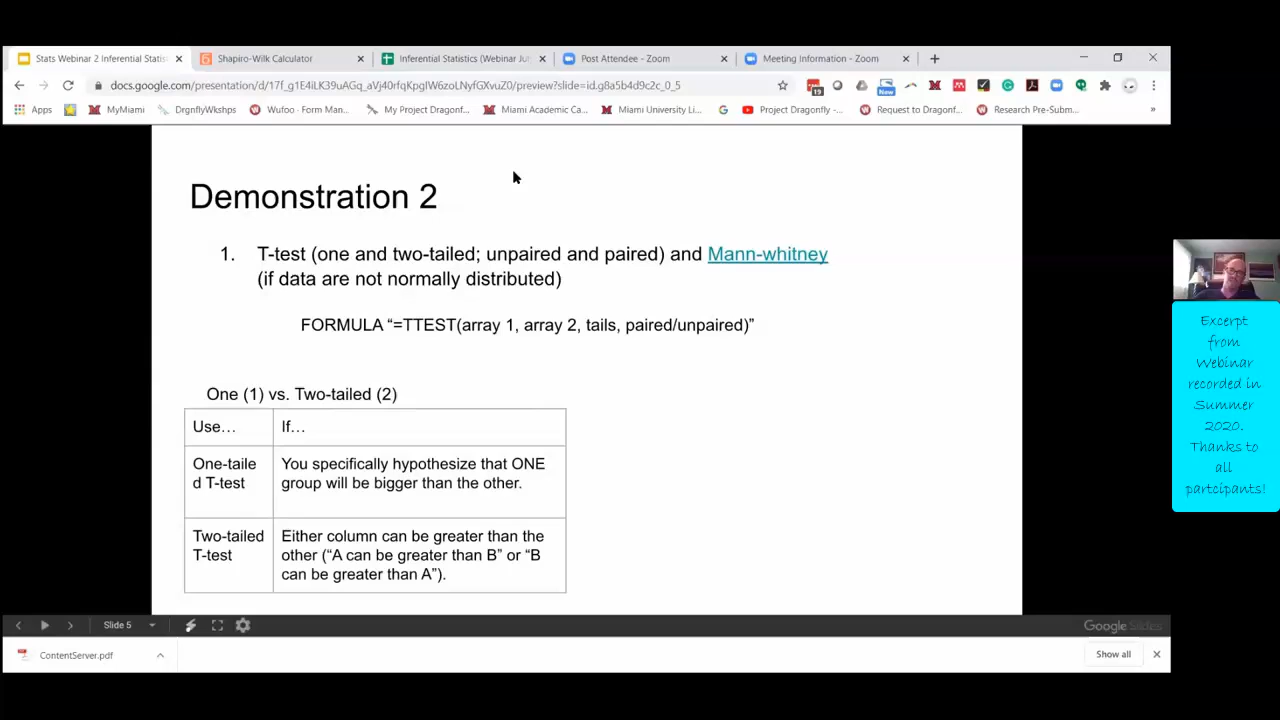 Stats Webinar 2 Inferential Statis
Shapiro-Wilk Calculator
Inferential Statistics (Webinar Jul
Post Attendee - Zoom
Meeting Information - Zoom
docs.google.com/presentation/d/17f_g1E4iLK39uAGq_aVj40rfqKpgIW6zoLNyfGXvuZ0/preview?slide=id.g8a5b4d9c2c_0_5
19
New
Apps
MyMiami
DrgnflyWkshps
Wufoo · Form Man...
My Project Dragonf...
Miami Academic Ca...
Miami University Li...
Project Dragonfly -...
Request to Dragonf...
Research Pre-Subm...
»
Demonstration 2
1. T-test (one and two-tailed; unpaired and paired) and Mann-whitney
(if data are not normally distributed)
FORMULA “=TTEST(array 1, array 2, tails, paired/unpaired)”
One (1) vs. Two-tailed (2)
Use…
If…
One-taile
d T-test
You specifically hypothesize that ONE
group will be bigger than the other.
Two-tailed
T-test
Either column can be greater than the
other (“A can be greater than B” or “B
can be greater than A”).
Excerpt
from
Webinar
recorded in
Summer
2020.
Thanks to
all
partcipants!
Slide 5
Google Slides
ContentServer.pdf
Show all